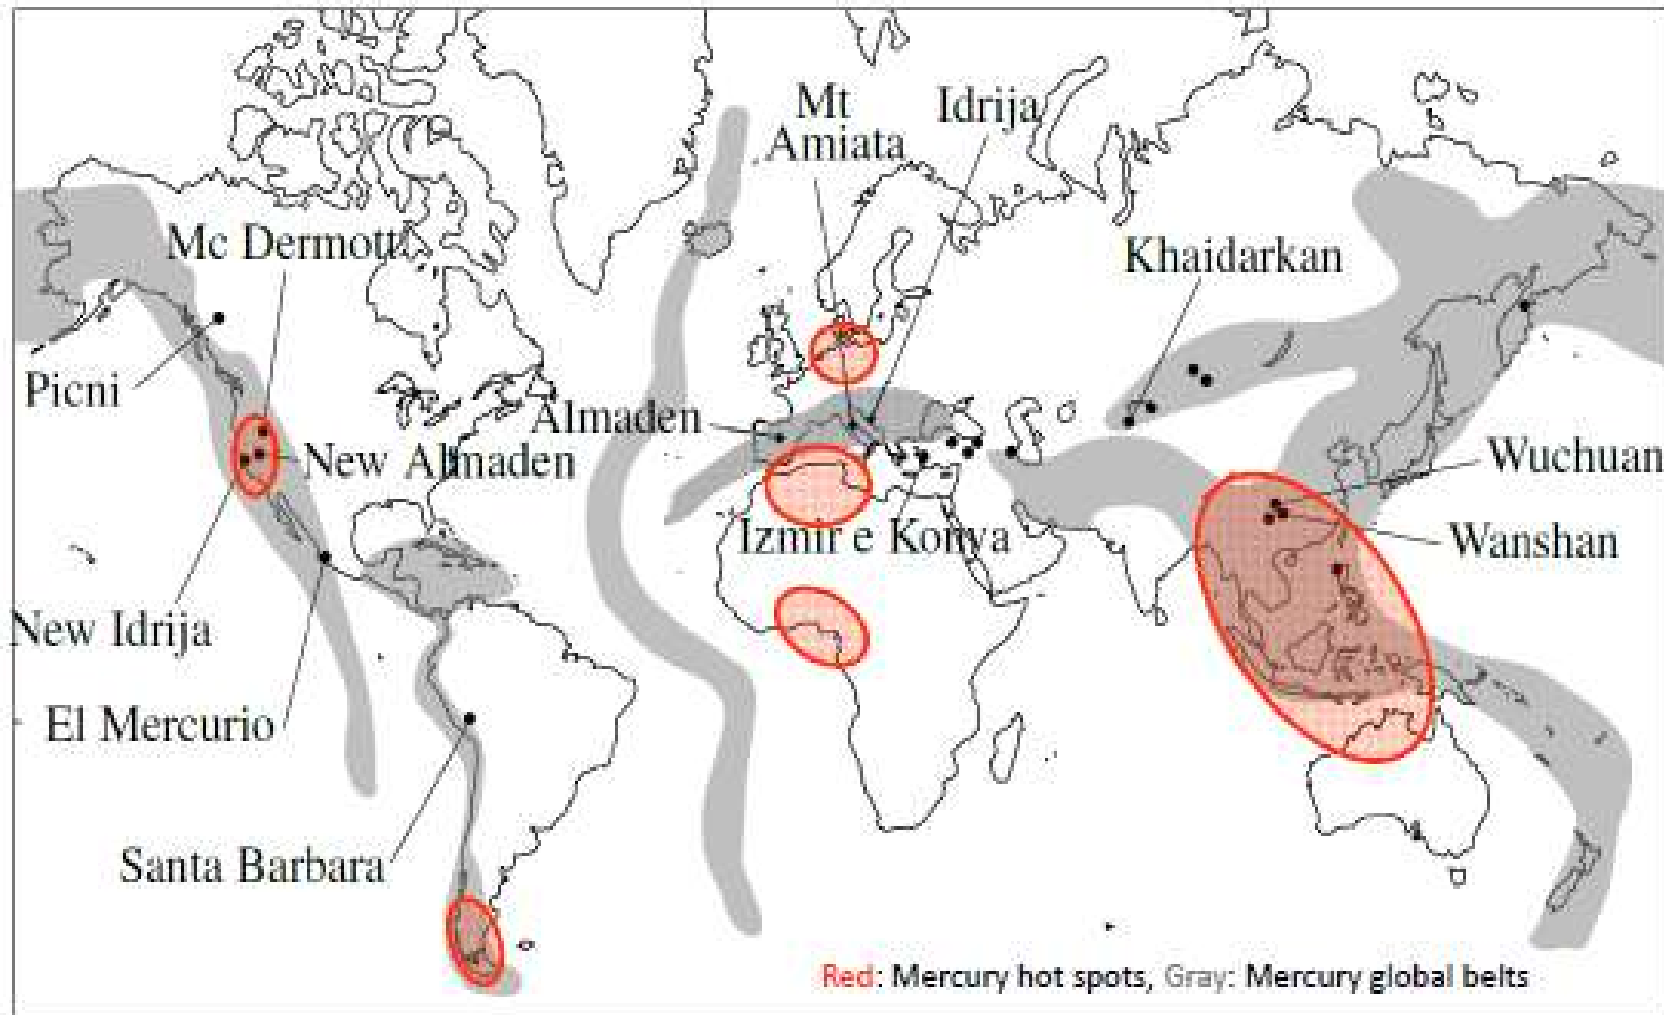 Mt
Amiata
Idrija
Mc Dermott
Khaidarkan
Picni
Almaden
New Almaden
Wuchuan
Izmir e Konya
Wanshan
New Idrija
El Mercurio
Santa Barbara
Red: Mercury hot spots, Gray: Mercury global belts